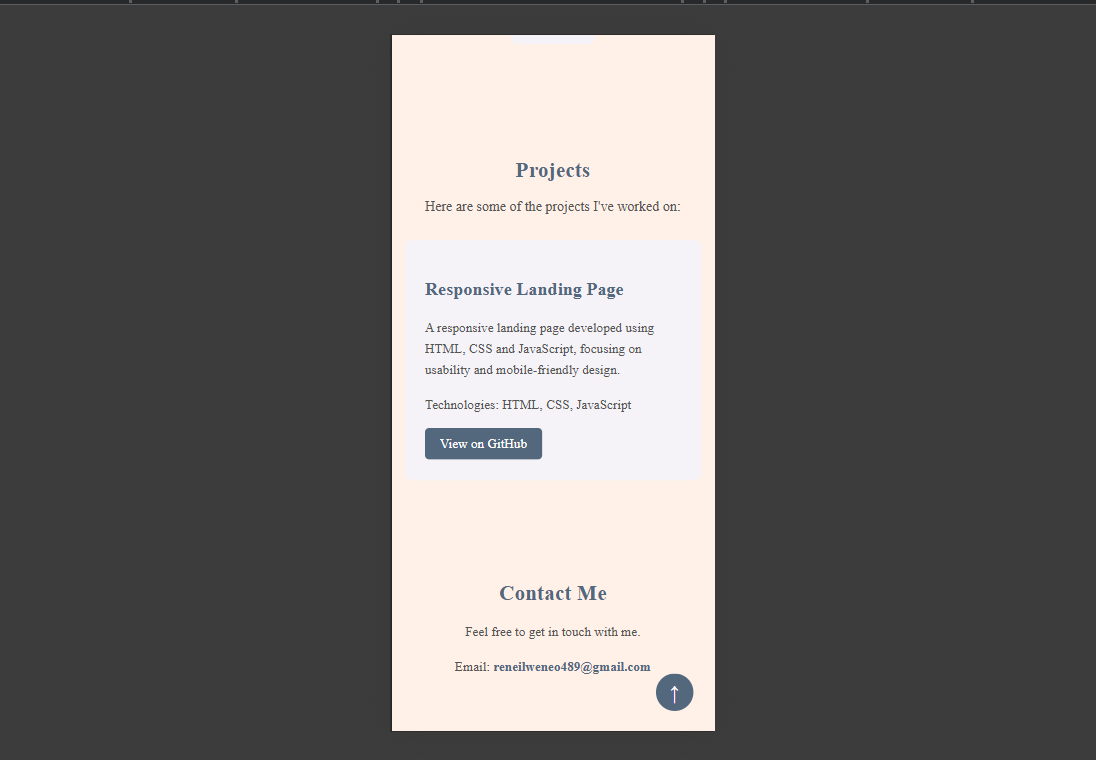 Projects
Here are some of the projects I've worked on:
Responsive Landing Page
A responsive landing page developed using
HTML, CSS and JavaScript, focusing on
usability and mobile-friendly design.
Technologies: HTML, CSS, JavaScript
View on GitHub
Contact Me
Feel free to get in touch with me.
Email: reneilweneo489@gmail.com
↑